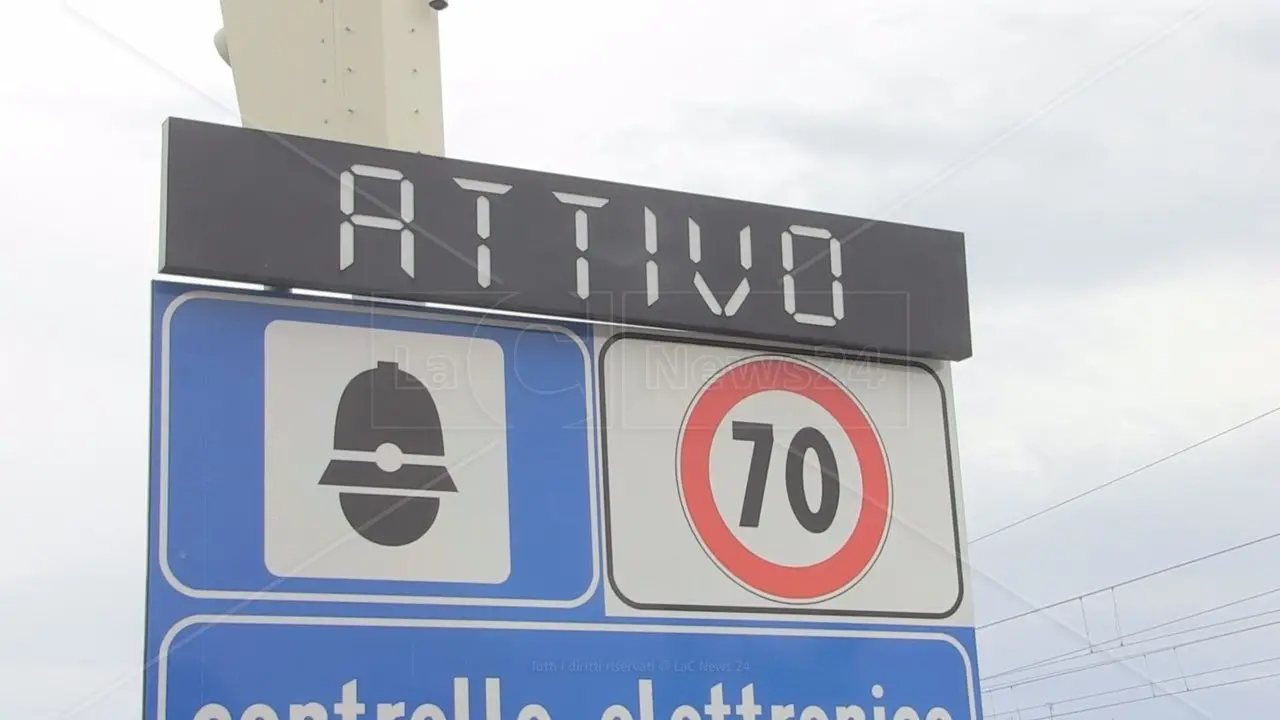 ATTIVO
LaC News24
70
Tutti i diritti riservati © LaC News 24
controllo elettronico